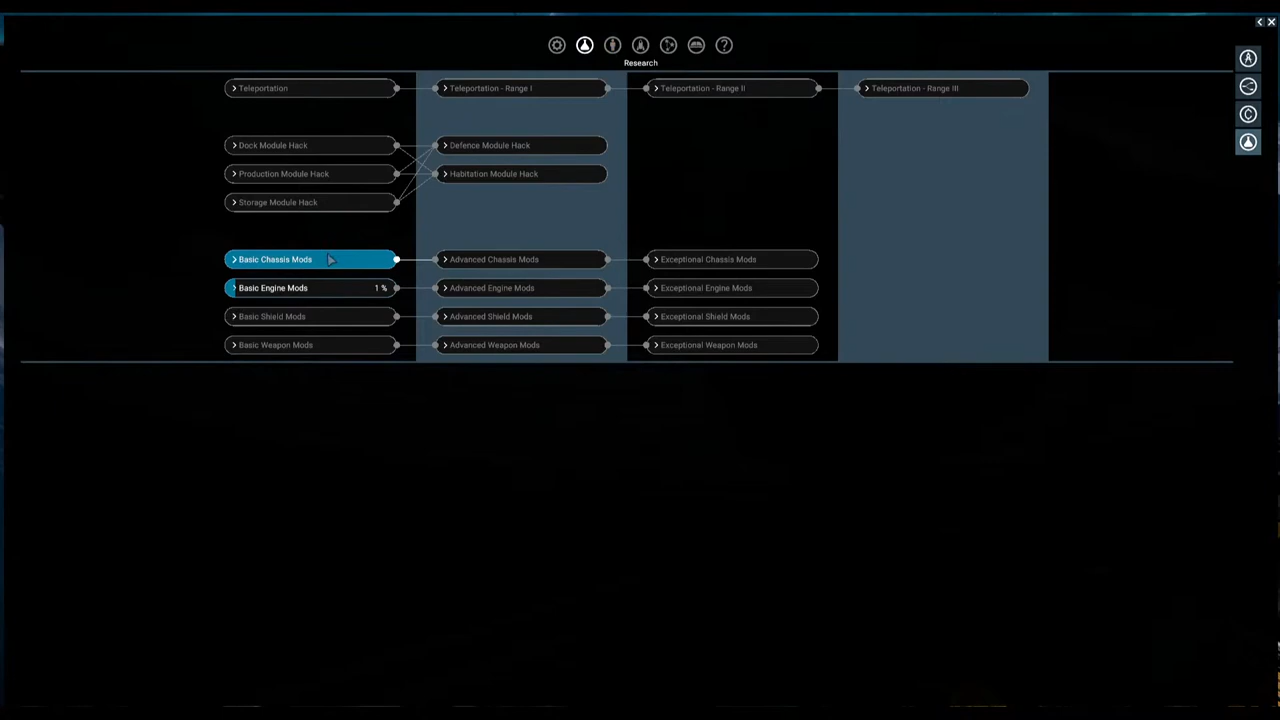 Research
Teleportation
Teleportation - Range I
Teleportation - Range II
Teleportation - Range III
Dock Module Hack
Defence Module Hack
Production Module Hack
Habitation Module Hack
Storage Module Hack
Basic Chassis Mods
Advanced Chassis Mods
Exceptional Chassis Mods
Basic Engine Mods 1 %
Advanced Engine Mods
Exceptional Engine Mods
Basic Shield Mods
Advanced Shield Mods
Exceptional Shield Mods
Basic Weapon Mods
Advanced Weapon Mods
Exceptional Weapon Mods